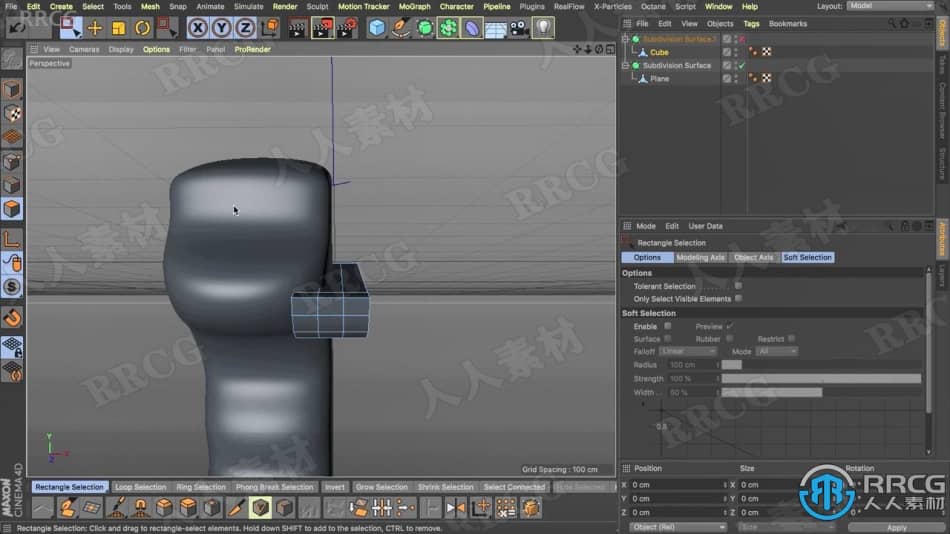 File Edit Create Select Tools Mesh Snap Animate Simulate Render Sculpt Motion Tracker MoGraph Character Pipeline Plugins RealFlow X-Particles Octane Script Window Help Layout: Model
File Edit View Objects Tags Bookmarks
View Cameras Display Options Filter Panel ProRender
Perspective
Subdivision Surface.1
Cube
Subdivision Surface
Plane
Objects
Takes
Content Browser
Structure
Mode Edit User Data
Rectangle Selection
Options Modeling Axis Object Axis Soft Selection
Attributes
Layers
Options
Tolerant Selection
Only Select Visible Elements
Soft Selection
Enable Preview
Surface Rubber Restrict
Falloff Linear Mode All
Radius 100 cm
Strength 100 %
Width 50 %
0.8
Y
X
Z
Grid Spacing : 100 cm
Rectangle Selection Loop Selection Ring Selection Phong Break Selection Invert Grow Selection Shrink Selection Select Connected Hide Selected
Position Size Rotation
X 0 cm X 0 cm
Y 0 cm Y 0 cm
Z 0 cm Z 0 cm 0 °
Object (Rel) Size Apply
MAXON CINEMA4D
Rectangle Selection: Click and drag to rectangle-select elements. Hold down SHIFT to add to the selection, CTRL to remove.
RRCG
人人素材